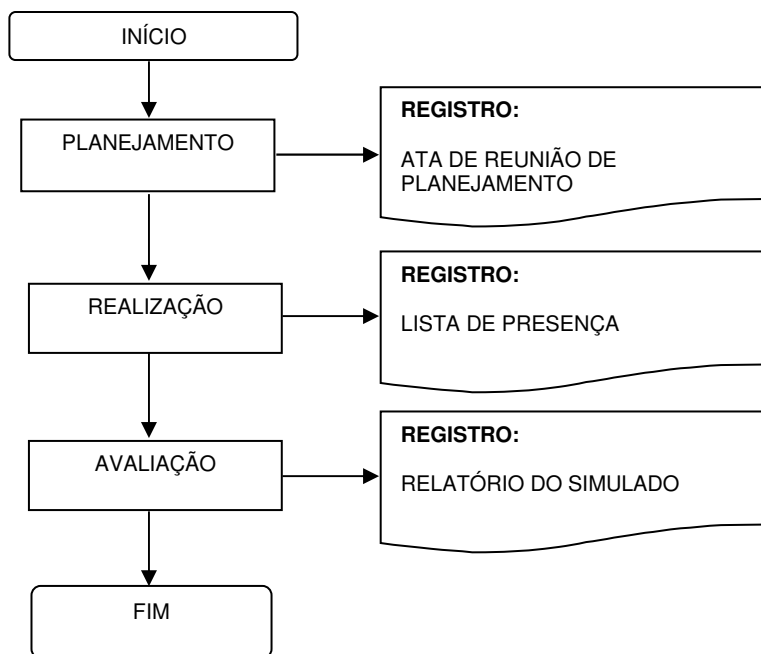 INÍCIO
PLANEJAMENTO
REGISTRO:
ATA DE REUNIÃO DE
PLANEJAMENTO
REALIZAÇÃO
REGISTRO:
LISTA DE PRESENÇA
AVALIAÇÃO
REGISTRO:
RELATÓRIO DO SIMULADO
FIM